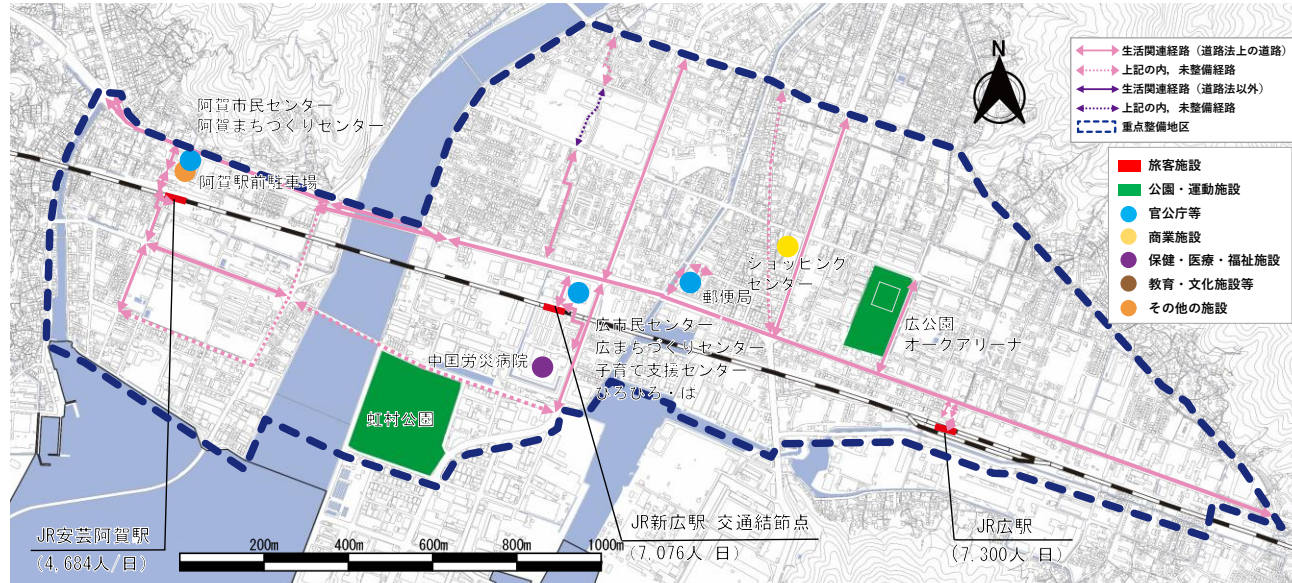 N
生活関連経路（道路法上の道路）
上記の内，未整備経路
生活関連経路（道路法以外）
上記の内，未整備経路
重点整備地区
旅客施設
公園・運動施設
官公庁等
商業施設
保健・医療・福祉施設
教育・文化施設等
その他の施設
阿賀市民センター
阿賀まちづくりセンター
阿賀駅前駐車場
ショッピング
センター
郵便局
広公園
オークアリーナ
広市民センター
広まちづくりセンター
子育て支援センター
ひろひろ・は
中国労災病院
虹村公園
JR安芸阿賀駅
(4,684人/日)
JR新広駅 交通結節点
(7,076人 日)
JR広駅
(7,300人 日)
200m
400m
600m
800m
1000m